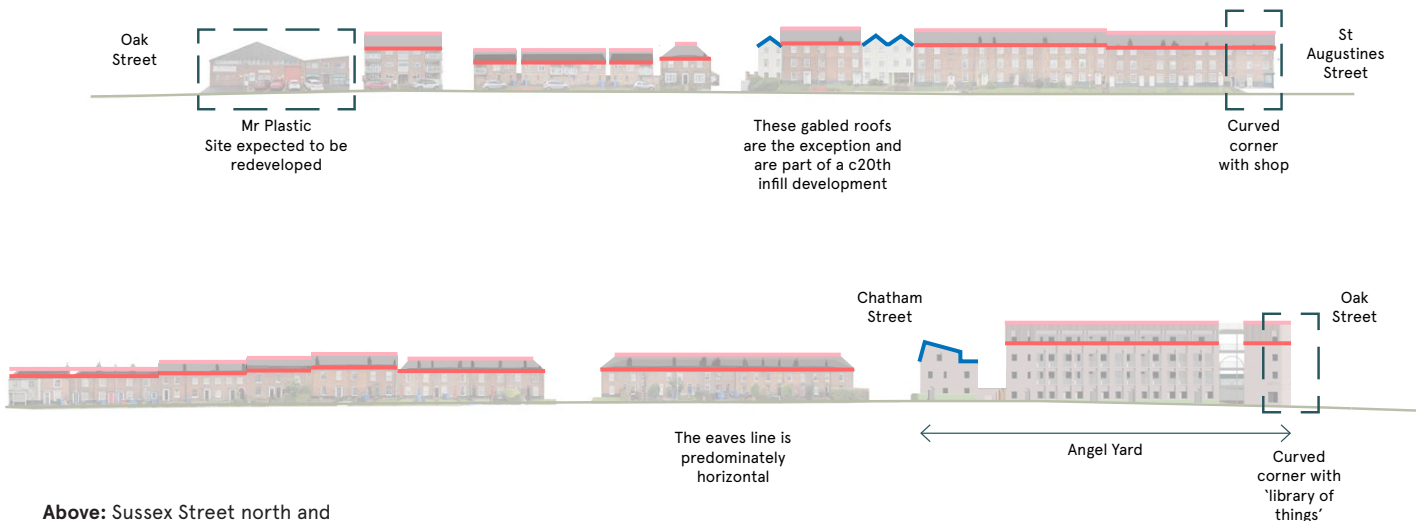 Oak
Street
St
Augustines
Street
Mr Plastic
Site expected to be
redeveloped
These gabled roofs
are the exception and
are part of a c20th
infill development
Curved
corner
with shop
Chatham
Street
Oak
Street
The eaves line is
predominately
horizontal
Angel Yard
Curved
corner with
‘library of
things’
Above: Sussex Street north and